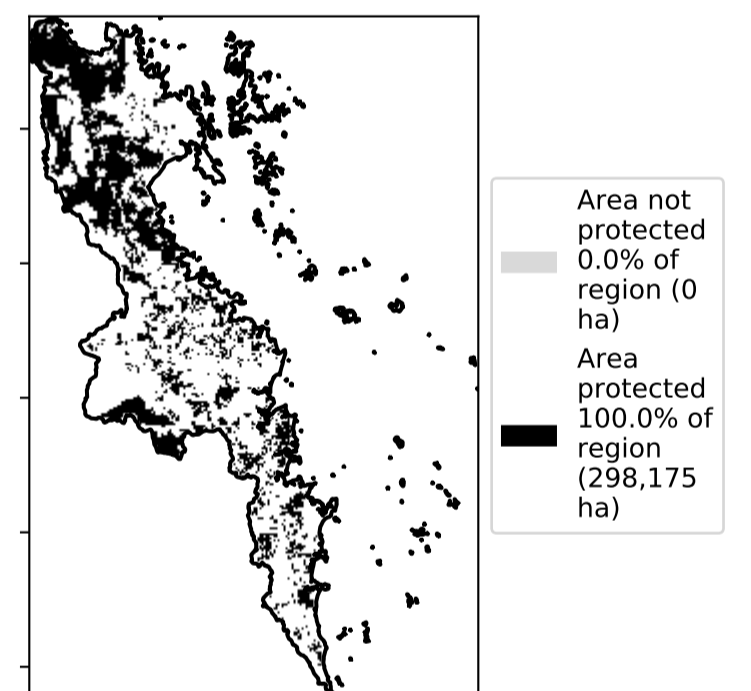 Area not
protected
0.0% of
region (0
ha)
Area
protected
100.0% of
region
(298,175
ha)